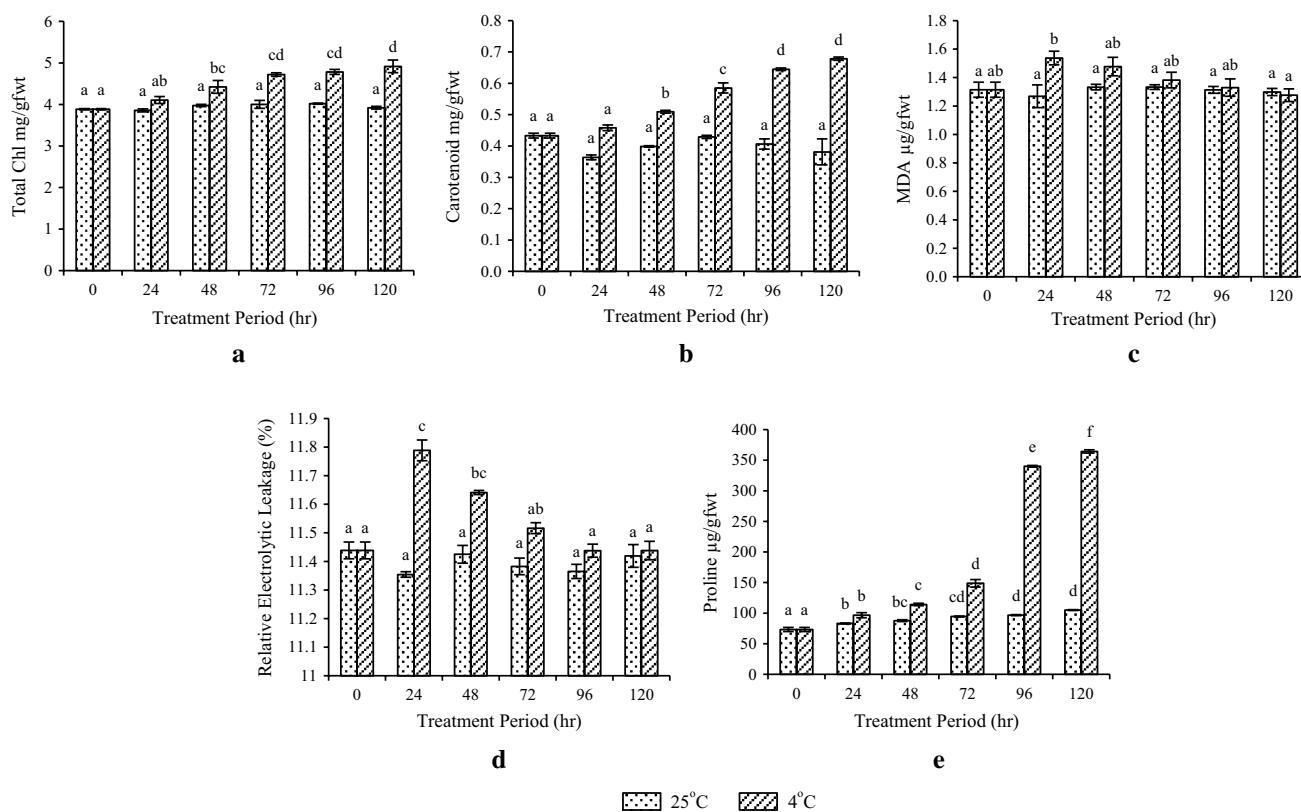 Total Chl mg/gfwt
6
5
4
3
2
1
0
a a a ab a bc a cd a cd a d
0 24 48 72 96 120
Treatment Period (hr)
a
Carotenoid mg/gfwt
0.8
0.7
0.6
0.5
0.4
0.3
0.2
0.1
0.0
a a a a a b a c a d a d
0 24 48 72 96 120
Treatment Period (hr)
b
MDA µg/gfwt
1.8
1.6
1.4
1.2
1.0
0.8
0.6
0.4
0.2
0.0
a ab a b a ab a ab a ab a a
0 24 48 72 96 120
Treatment Period (hr)
c
Relative Electrolytic Leakage (%)
11.9
11.8
11.7
11.6
11.5
11.4
11.3
11.2
11.1
11
a a a c a bc a ab a a a a
0 24 48 72 96 120
Treatment Period (hr)
d
Proline µg/gfwt
400
350
300
250
200
150
100
50
0
a a b b bc c cd d d e d f
0 24 48 72 96 120
Treatment Period (hr)
e
25°C 4°C